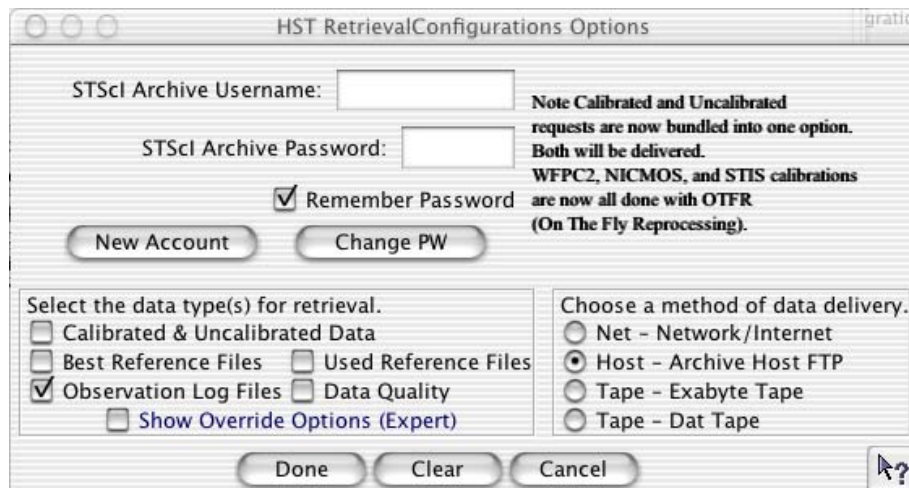 HST RetrievalConfigurations Options
gratio
STScI Archive Username:
STScI Archive Password:
Remember Password
New Account
Change PW
Note Calibrated and Uncalibrated
requests are now bundled into one option.
Both will be delivered.
WFPC2, NICMOS, and STIS calibrations
are now all done with OTFR
(On The Fly Reprocessing).
Select the data type(s) for retrieval.
Calibrated & Uncalibrated Data
Best Reference Files
Used Reference Files
Observation Log Files
Data Quality
Show Override Options (Expert)
Choose a method of data delivery.
Net – Network/Internet
Host – Archive Host FTP
Tape – Exabyte Tape
Tape – Dat Tape
Done
Clear
Cancel
?